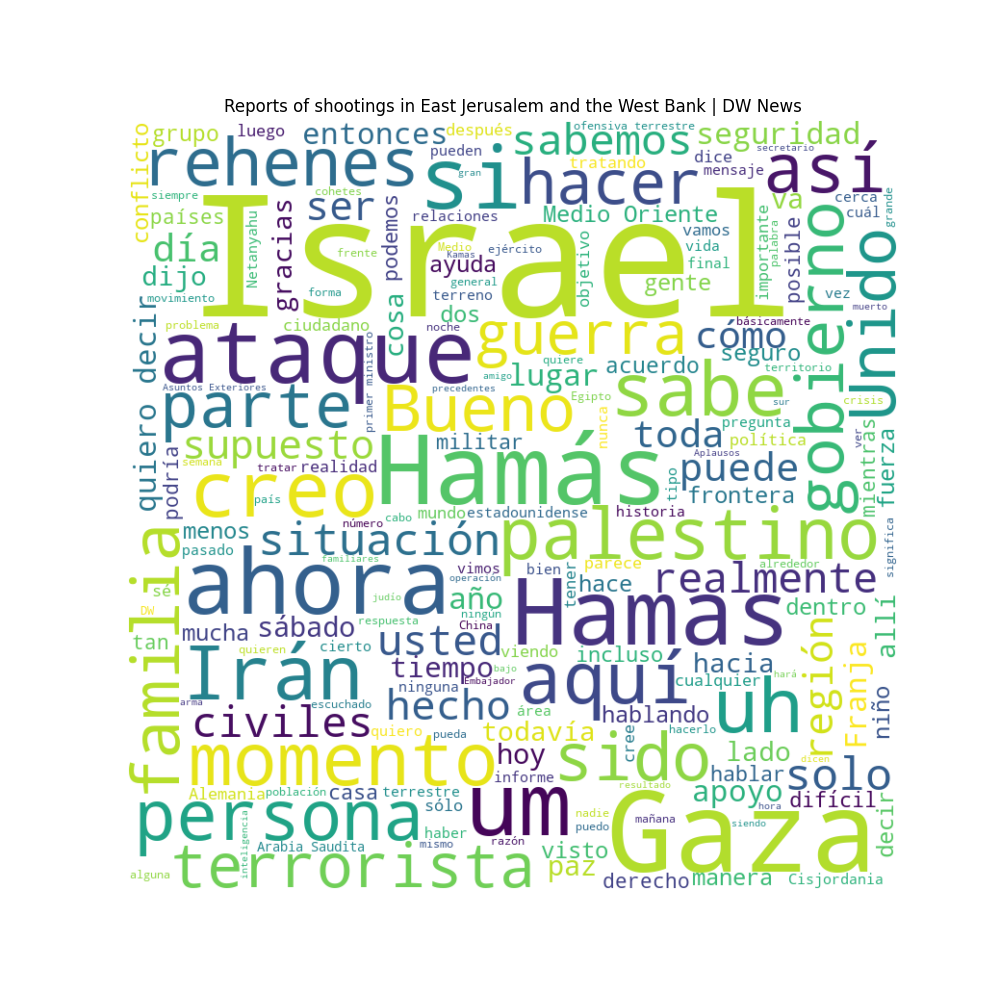 Reports of shootings in East Jerusalem and the West Bank | DW News
grupo luego entonces después ofensiva terrestre sabemos seguridad secretario
conflicto rehenes pueden si gran tratando hacer dice mensaje así
siempre cohetes ser podemos relaciones Medio Oriente va cerca cuál grande
países Netanyahu gracias Israel vamos vida importante palabra posible gobierno Unido
día frente Medio Kamas ejército ayuda objetivo final
dijo general gente
movimiento forma terreno vez muerto
quiero decir problema ciudadano cosa noche dos guerra cómo básicamente
ataque primer ministro quiere lugar acuerdo seguro territorio
Asuntos Exteriores precedentes amigo Egipto sabe crisis
parte Bueno nunca sur
supuesto militar toda pregunta política mientras ver
podría semana tratar realidad Hamás tipo puede Aplausos fuerza
creo país frontera
menos número cabo mundo estadounidense historia significa
familia pasado situación familiares palestino
sé ahora vimos operación bien tener hace parece realmente alrededor
DW judío año ningún Hamas dentro allí
tan mucha sábado respuesta China
quieren cierto usted viendo incluso hacia región Franja
Irán tiempo bajo Embajador aquí cualquier hará niño
arma escuchado ninguna hecho área hablando uh
civiles quiero pueda todavía cree hacerlo
momento hoy sido lado dicen
informe hablar solo
Alemania población casa terrestre um resultado apoyo difícil
persona sólo nadie hora decir
haber puedo mañana Gaza siendo
inteligencia Arabia Saudita mismo razón visto
alguna terrorista paz derecho manera Cisjordania